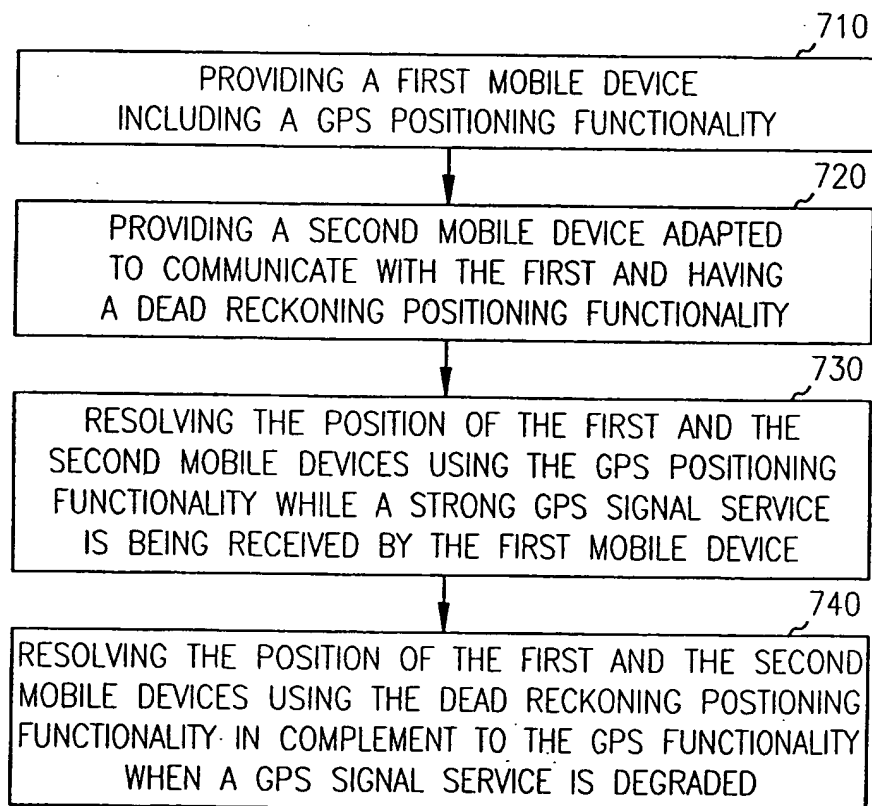 710
PROVIDING A FIRST MOBILE DEVICE
INCLUDING A GPS POSITIONING FUNCTIONALITY
720
PROVIDING A SECOND MOBILE DEVICE ADAPTED
TO COMMUNICATE WITH THE FIRST AND HAVING
A DEAD RECKONING POSITIONING FUNCTIONALITY
730
RESOLVING THE POSITION OF THE FIRST AND THE
SECOND MOBILE DEVICES USING THE GPS POSITIONING
FUNCTIONALITY WHILE A STRONG GPS SIGNAL SERVICE
IS BEING RECEIVED BY THE FIRST MOBILE DEVICE
740
RESOLVING THE POSITION OF THE FIRST AND THE SECOND
MOBILE DEVICES USING THE DEAD RECKONING POSTIONING
FUNCTIONALITY IN COMPLEMENT TO THE GPS FUNCTIONALITY
WHEN A GPS SIGNAL SERVICE IS DEGRADED